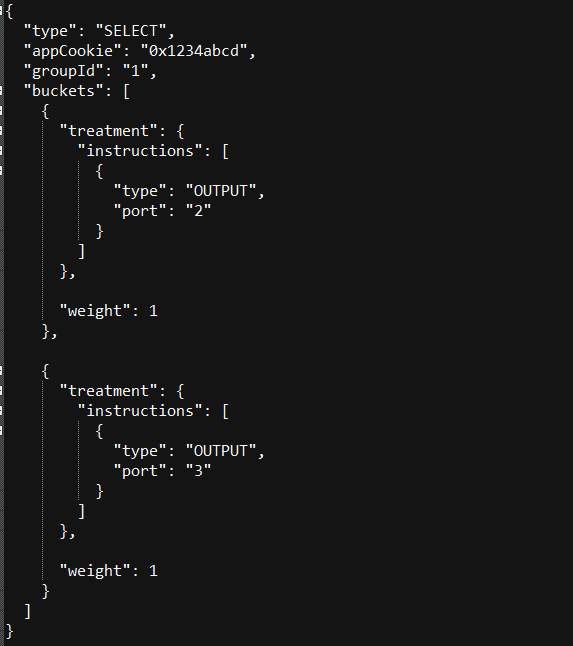 {
  "type": "SELECT",
  "appCookie": "0x1234abcd",
  "groupId": "1",
  "buckets": [
    {
      "treatment": {
        "instructions": [
          {
            "type": "OUTPUT",
            "port": "2"
          }
        ]
      },

      "weight": 1
    },

    {
      "treatment": {
        "instructions": [
          {
            "type": "OUTPUT",
            "port": "3"
          }
        ]
      },

      "weight": 1
    }
  ]
}